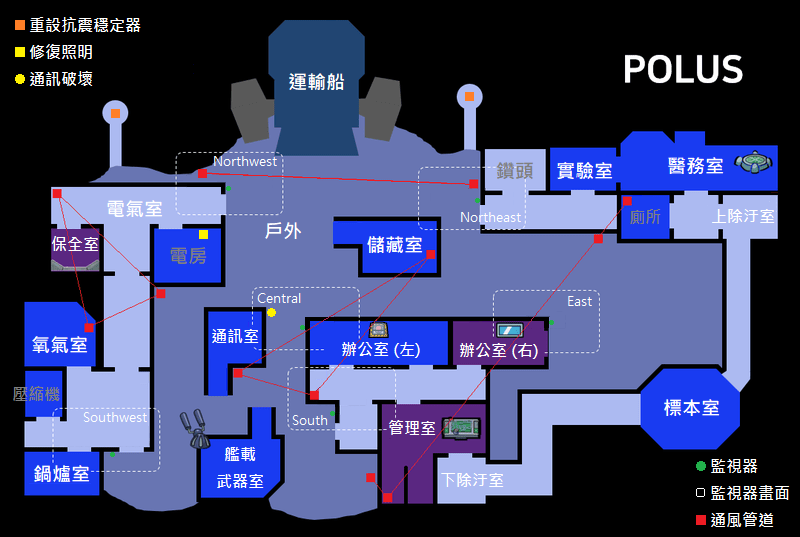 重設抗震穩定器
修復照明
通訊破壞
運輸船
POLUS
Northwest
鑽頭
實驗室
醫務室
電氣室
Northeast
廁所
上除汙室
保全室
電房
戶外
儲藏室
Central
East
氧氣室
通訊室
辦公室 (左)
辦公室 (右)
壓縮機
Southwest
South
管理室
標本室
鍋爐室
艦載
武器室
下除汙室
監視器
監視器畫面
通風管道